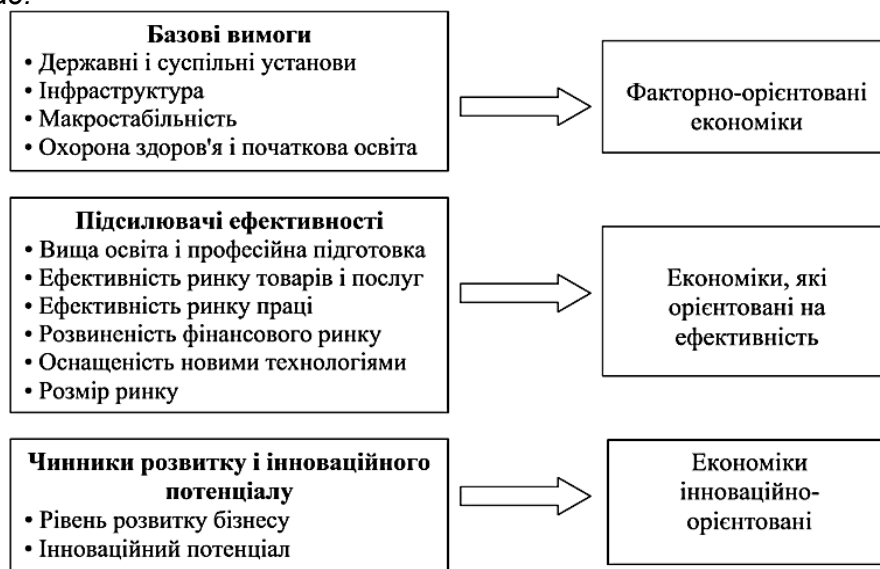 Базові вимоги
• Державні і суспільні установи
• Інфраструктура
• Макростабільність
• Охорона здоров'я і початкова освіта
Факторно-орієнтовані
економіки
Підсилювачі ефективності
• Вища освіта і професійна підготовка
• Ефективність ринку товарів і послуг
• Ефективність ринку праці
• Розвиненість фінансового ринку
• Оснащеність новими технологіями
• Розмір ринку
Економіки, які
орієнтовані на
ефективність
Чинники розвитку і інноваційного
потенціалу
• Рівень розвитку бізнесу
• Інноваційний потенціал
Економіки
інноваційно-
орієнтовані